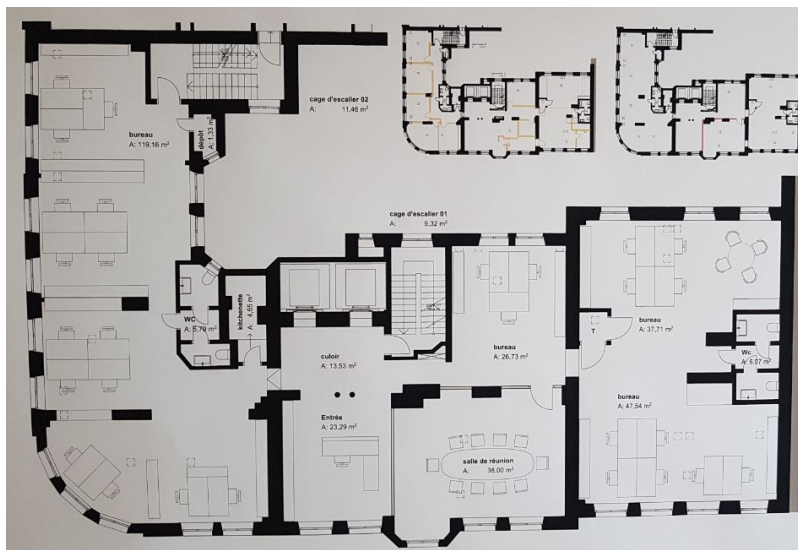 cage d'escalier 02
A: 11,46 m²
bureau
A: 119,16 m²
dépôt
A: 1,33 m²
cage d'escalier 01
A: 9,32 m²
WC
A: 5,79 m²
kitchenette
A: 4,65 m²
culoir
A: 13,53 m²
Entrée
A: 23,29 m²
bureau
A: 26,73 m²
salle de réunion
A: 38,00 m²
T
bureau
A: 37,71 m²
Wc
A: 6,07 m²
bureau
A: 47,54 m²